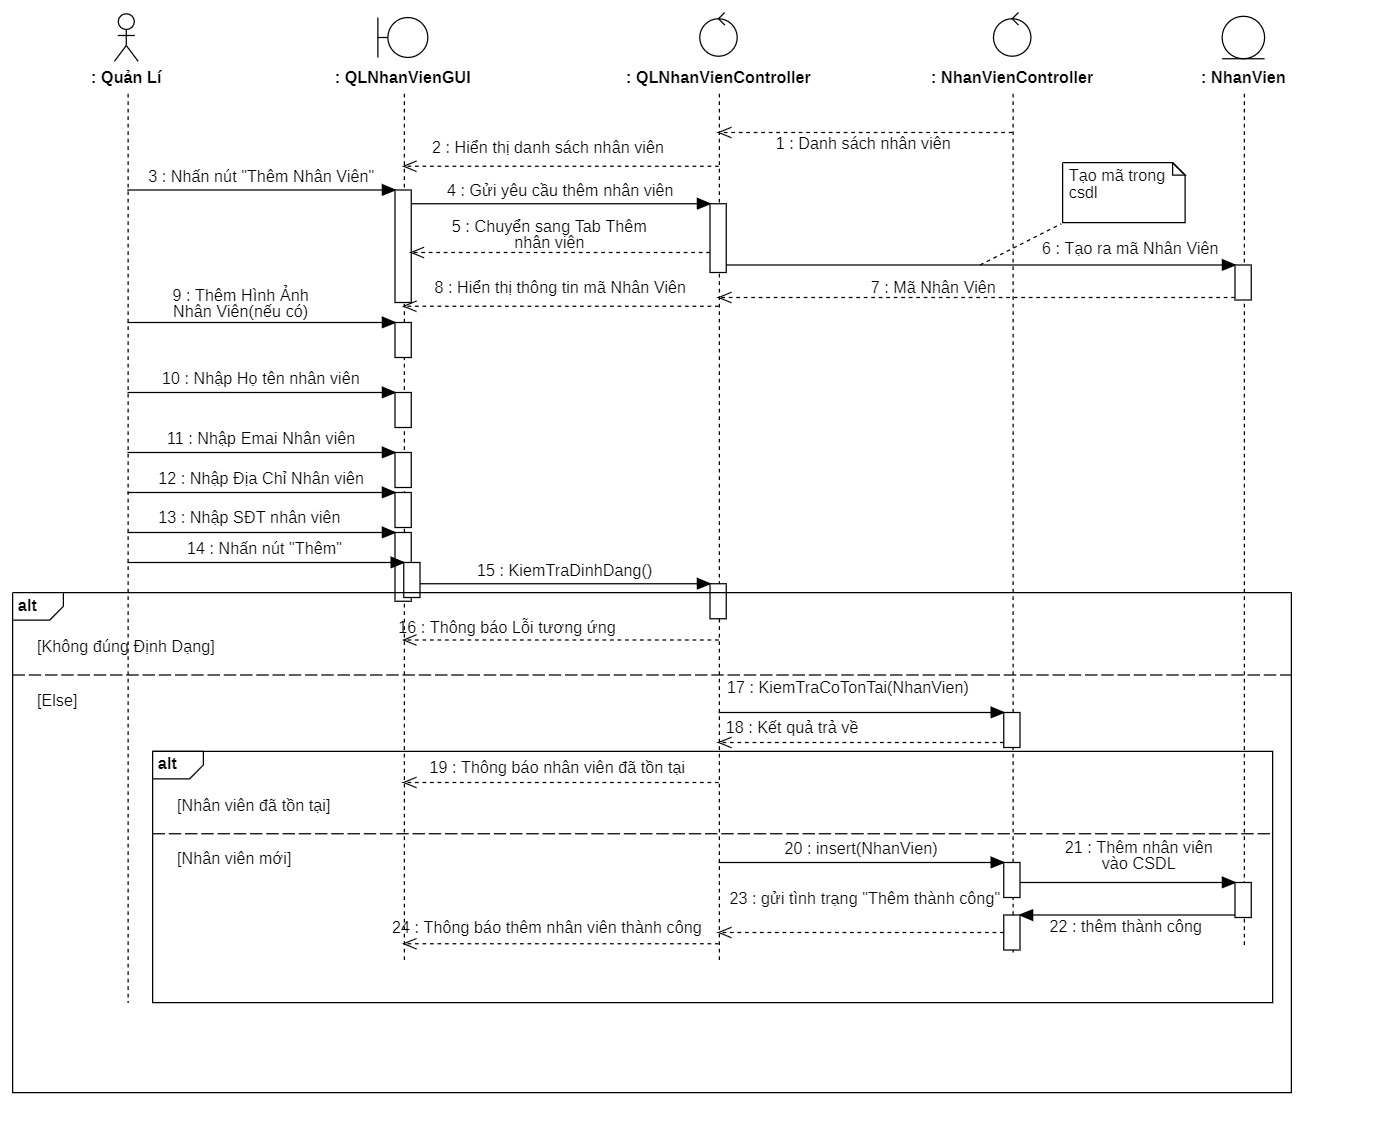 : Quản Lí
: QLNhanVienGUI
: QLNhanVienController
: NhanVienController
: NhanVien
1 : Danh sách nhân viên
2 : Hiển thị danh sách nhân viên
3 : Nhấn nút "Thêm Nhân Viên"
4 : Gửi yêu cầu thêm nhân viên
Tạo mã trong
csdl
5 : Chuyển sang Tab Thêm
nhân viên
6 : Tạo ra mã Nhân Viên
7 : Mã Nhân Viên
8 : Hiển thị thông tin mã Nhân Viên
9 : Thêm Hình Ảnh
Nhân Viên(nếu có)
10 : Nhập Họ tên nhân viên
11 : Nhập Emai Nhân viên
12 : Nhập Địa Chỉ Nhân viên
13 : Nhập SĐT nhân viên
14 : Nhấn nút "Thêm"
15 : KiemTraDinhDang()
alt
16 : Thông báo Lỗi tương ứng
[Không đúng Định Dạng]
[Else]
17 : KiemTraCoTonTai(NhanVien)
18 : Kết quả trả về
alt
19 : Thông báo nhân viên đã tồn tại
[Nhân viên đã tồn tại]
[Nhân viên mới]
20 : insert(NhanVien)
21 : Thêm nhân viên
vào CSDL
22 : thêm thành công
23 : gửi tình trạng "Thêm thành công"
24 : Thông báo thêm nhân viên thành công